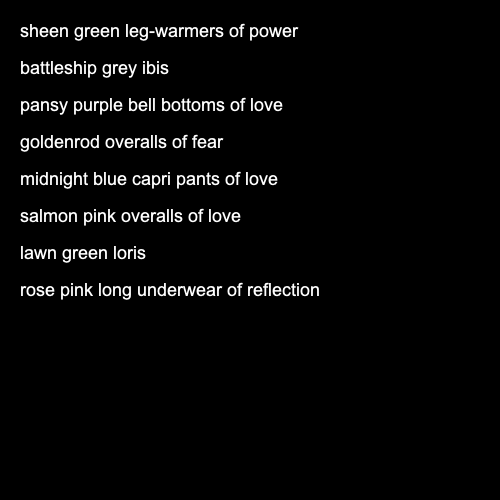 sheen green leg-warmers of power
battleship grey ibis
pansy purple bell bottoms of love
goldenrod overalls of fear
midnight blue capri pants of love
salmon pink overalls of love
lawn green loris
rose pink long underwear of reflection